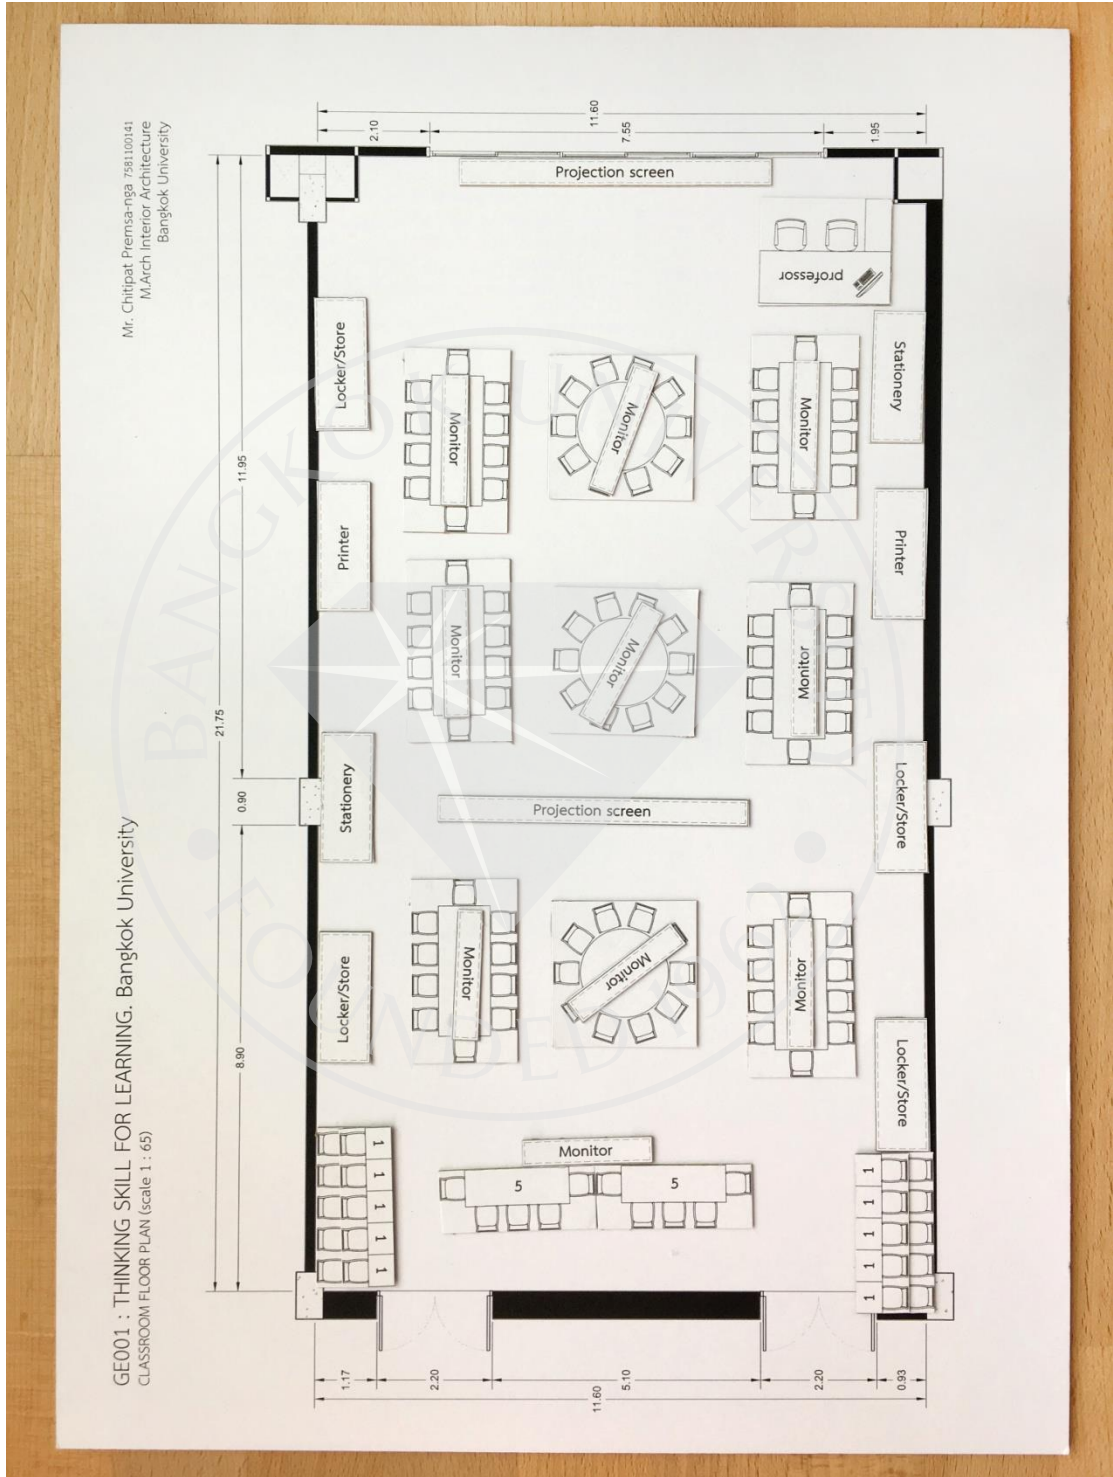 GE001 : THINKING SKILL FOR LEARNING. Bangkok University
CLASSROOM FLOOR PLAN (scale 1 : 65)
Mr. Chitipat Premsa-nga 7581100141
M.Arch Interior Architecture
Bangkok University
11.60
2.10
7.55
1.95
Projection screen
professor
21.75
11.95
0.90
8.90
Locker/Store
Printer
Stationery
Locker/Store
Stationery
Printer
Locker/Store
Locker/Store
Monitor
Monitor
Monitor
Monitor
Monitor
Monitor
Projection screen
Monitor
Monitor
Monitor
Monitor
5
5
1
1
1
1
1
1
1
1
1
1
1.17
2.20
5.10
2.20
0.93
11.60
BANGKOK UNIVERSITY
FOUNDED 1962